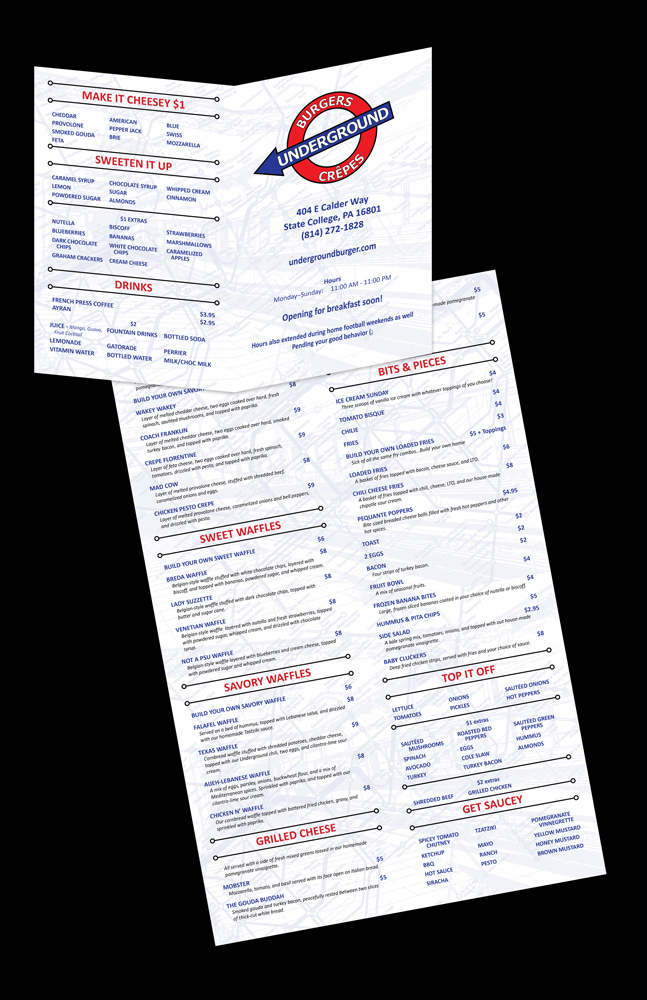 MAKE IT CHEESEY $1
CHEDDAR AMERICAN BLUE
PROVOLONE PEPPER JACK SWISS
SMOKED GOUDA BRIE MOZZARELLA
FETA
SWEETEN IT UP
CARAMEL SYRUP CHOCOLATE SYRUP WHIPPED CREAM
LEMON SUGAR CINNAMON
POWDERED SUGAR ALMONDS
$1 EXTRAS
NUTELLA BISCOFF STRAWBERRIES
BLUEBERRIES BANANAS MARSHMALLOWS
DARK CHOCOLATE WHITE CHOCOLATE CARAMELIZED
CHIPS CHIPS APPLES
GRAHAM CRACKERS CREAM CHEESE
DRINKS
FRENCH PRESS COFFEE $3.95
AYRAN $2.95
$2
JUICE – Mango, Guava, FOUNTAIN DRINKS BOTTLED SODA
Fruit Cocktail
LEMONADE GATORADE PERRIER
VITAMIN WATER BOTTLED WATER MILK/CHOC MILK
BURGERS
UNDERGROUND
CRÊPES
404 E Calder Way
State College, PA 16801
(814) 272-1828
undergroundburger.com
Hours
Monday–Sunday: 11:00 AM - 11:00 PM
Opening for breakfast soon!
Hours also extended during home football weekends as well
Pending your good behavior (;
BUILD YOUR OWN SAVORY $8
WAKEY WAKEY
Layer of melted cheddar cheese, two eggs cooked over hard, fresh
spinach, sautéed mushrooms, and topped with paprika.
COACH FRANKLIN $9
Layer of melted cheddar cheese, two eggs cooked over hard, smoked
turkey bacon, and topped with paprika.
CREPE FLORENTINE $9
Layer of feta cheese, two eggs cooked over hard, fresh spinach,
tomatoes, drizzled with pesto, and topped with paprika.
MAD COW $8
Layer of melted provolone cheese, stuffed with shredded beef,
caramelized onions and eggs.
CHICKEN PESTO CREPE $9
Layer of melted provolone cheese, caramelized onions and bell peppers,
and drizzled with pesto.
SWEET WAFFLES
BUILD YOUR OWN SWEET WAFFLE $6
BREDA WAFFLE $8
Belgian-style waffle stuffed with white chocolate chips, layered with
biscoff, and topped with bananas, powdered sugar, and whipped cream.
LADY SUZZETTE $8
Belgian-style waffle stuffed with dark chocolate chips, topped with
butter and sugar cone.
VENETIAN WAFFLE $8
Belgian-style waffle layered with nutella and fresh strawberries, topped
with powdered sugar, whipped cream, and drizzled with chocolate
syrup.
NOT A PSU WAFFLE $8
Belgian-style waffle layered with blueberries and cream cheese, topped
with powdered sugar and whipped cream.
SAVORY WAFFLES
BUILD YOUR OWN SAVORY WAFFLE $6
FALAFEL WAFFLE $8
Served on a bed of hummus, topped with Lebanese salsa, and drizzled
with our homemade Tzatziki sauce.
TEXAS WAFFLE $9
Cornbread waffle stuffed with shredded potatoes, cheddar cheese,
topped with our Underground chili, two eggs, and cilantro-lime sour
cream.
AIJEH-LEBANESE WAFFLE $8
A mix of eggs, parsley, onions, buckwheat flour, and a mix of
Mediterranean spices. Sprinkled with paprika, and topped with our
cilantro-lime sour cream.
CHICKEN N' WAFFLE $8
Our cornbread waffle topped with battered fried chicken, gravy, and
sprinkled with paprika.
GRILLED CHEESE
All served with a side of fresh mixed greens tossed in our homemade
pomegranate vinaigrette.
MOBSTER $5
Mozzarella, tomato, and basil served with its face open on Italian bread.
THE GOUDA BUDDAH $5
Smoked gouda and turkey bacon, peacefully rested between two slices
of thick-cut white bread.
$5
-made pomegranate
$5
BITS & PIECES
ICE CREAM SUNDAY $4
Three scoops of vanilla ice cream with whatever toppings of you choose!
TOMATO BISQUE $4
CHILIE $4
FRIES $3
BUILD YOUR OWN LOADED FRIES $5 + Toppings
Sick of all the same fry combos.. Build your own home
LOADED FRIES $6
A basket of fries topped with bacon, cheese sauce, and LTO.
CHILI CHEESE FRIES $8
A basket of fries topped with chili, cheese, LTO, and our house made
chipotle sour cream.
PEQUANTE POPPERS $4.95
Bite sized breaded cheese balls filled with fresh hot peppers and other
hot spices.
TOAST $2
2 EGGS $2
BACON $4
Four strips of turkey bacon.
FRUIT BOWL $4
A mix of seasonal fruits.
FROZEN BANANA BITES $4
Large, frozen sliced bananas coated in your choice of nutella or biscoff.
HUMMUS & PITA CHIPS $5
SIDE SALAD $2.95
A kale spring mix, tomatoes, onions, and topped with out house-made
pomegranate vinaigrette.
BABY CLUCKERS $8
Deep fried chicken strips, served with fries and your choice of sauce.
TOP IT OFF
LETTUCE ONIONS SAUTÉED ONIONS
TOMATOES PICKLES HOT PEPPERS
$1 extras
SAUTÉED ROASTED RED SAUTÉED GREEN
MUSHROOMS PEPPERS PEPPERS
SPINACH EGGS HUMMUS
AVOCADO COLE SLAW ALMONDS
TURKEY TURKEY BACON
$2 extras
SHREDDED BEEF GRILLED CHICKEN
GET SAUCEY
SPICEY TOMATO TZATZIKI POMEGRANATE
CHUTNEY VINNEGRETTE
KETCHUP MAYO YELLOW MUSTARD
BBQ RANCH HONEY MUSTARD
HOT SAUCE PESTO BROWN MUSTARD
SIRACHA